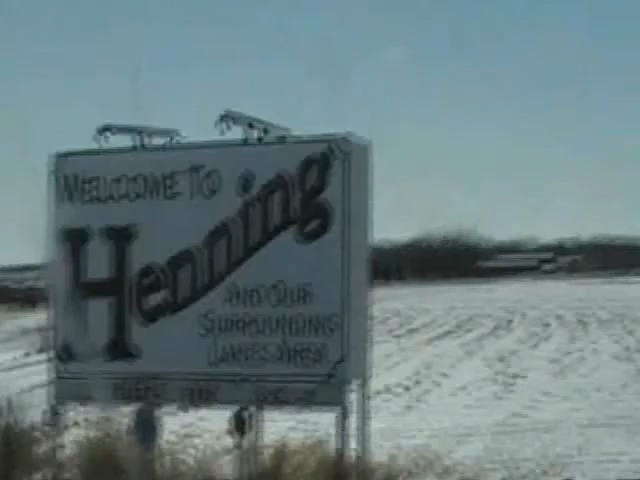 WELCOME TO
Henning
AND OUR
SURROUNDING
LAKES AREA